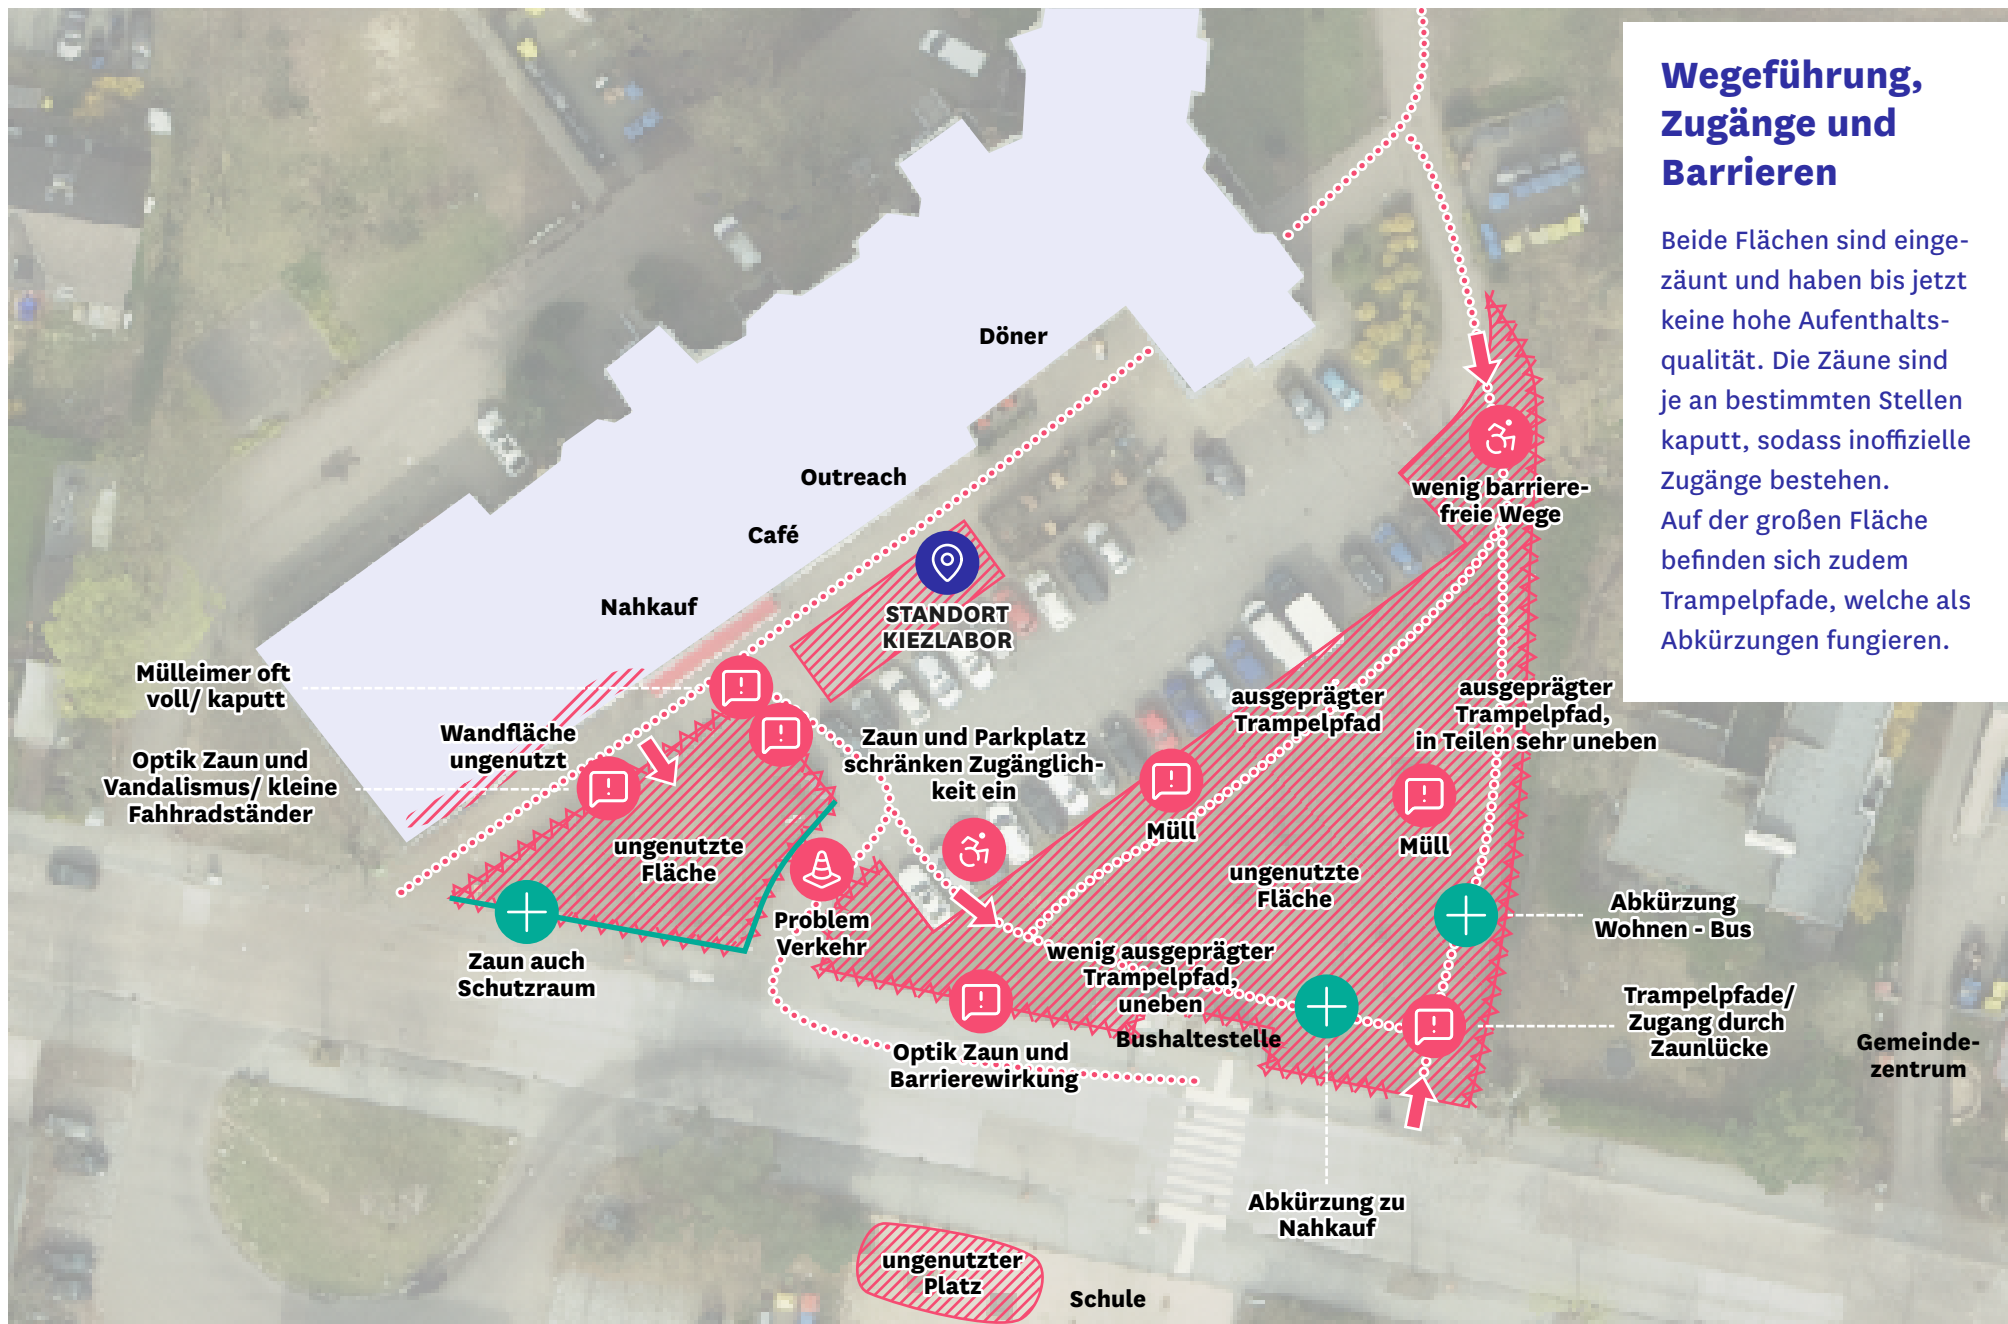 Wegeführung,
Zugänge und
Barrieren
Beide Flächen sind einge-
zäunt und haben bis jetzt
keine hohe Aufenthalts-
qualität. Die Zäune sind
je an bestimmten Stellen
kaputt, sodass inoffizielle
Zugänge bestehen.
Auf der großen Fläche
befinden sich zudem
Trampelpfade, welche als
Abkürzungen fungieren.
Döner
Outreach
Café
Nahkauf
STANDORT
KIEZLABOR
wenig barriere-
freie Wege
Mülleimer oft
voll/ kaputt
Wandfläche
ungenutzt
Optik Zaun und
Vandalismus/ kleine
Fahhradständer
Zaun und Parkplatz
schränken Zugänglich-
keit ein
ausgeprägter
Trampelpfad
ausgeprägter
Trampelpfad,
in Teilen sehr uneben
Müll
Müll
ungenutzte
Fläche
ungenutzte
Fläche
Problem
Verkehr
Zaun auch
Schutzraum
wenig ausgeprägter
Trampelpfad,
uneben
Bushaltestelle
Optik Zaun und
Barrierewirkung
Abkürzung
Wohnen - Bus
Trampelpfade/
Zugang durch
Zaunlücke
Gemeinde-
zentrum
Abkürzung zu
Nahkauf
ungenutzter
Platz
Schule